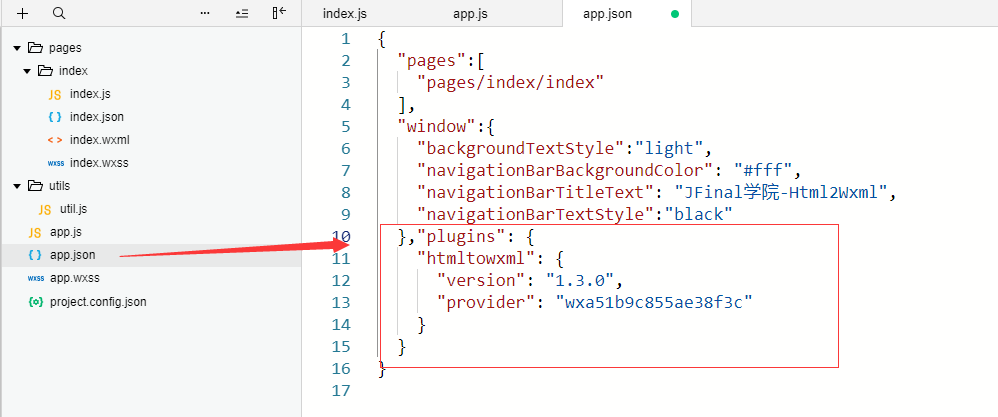 index.js
app.js
app.json
pages
index
JS index.js
{ } index.json
< > index.wxml
wxss index.wxss
utils
JS util.js
JS app.js
{ } app.json
wxss app.wxss
{o} project.config.json
1 {
2 "pages":[
3 "pages/index/index"
4 ],
5 "window":{
6 "backgroundTextStyle":"light",
7 "navigationBarBackgroundColor": "#fff",
8 "navigationBarTitleText": "JFinal学院-Html2Wxml",
9 "navigationBarTextStyle":"black"
10 },"plugins": {
11 "htmltowxml": {
12 "version": "1.3.0",
13 "provider": "wxa51b9c855ae38f3c"
14 }
15 }
16 }
17